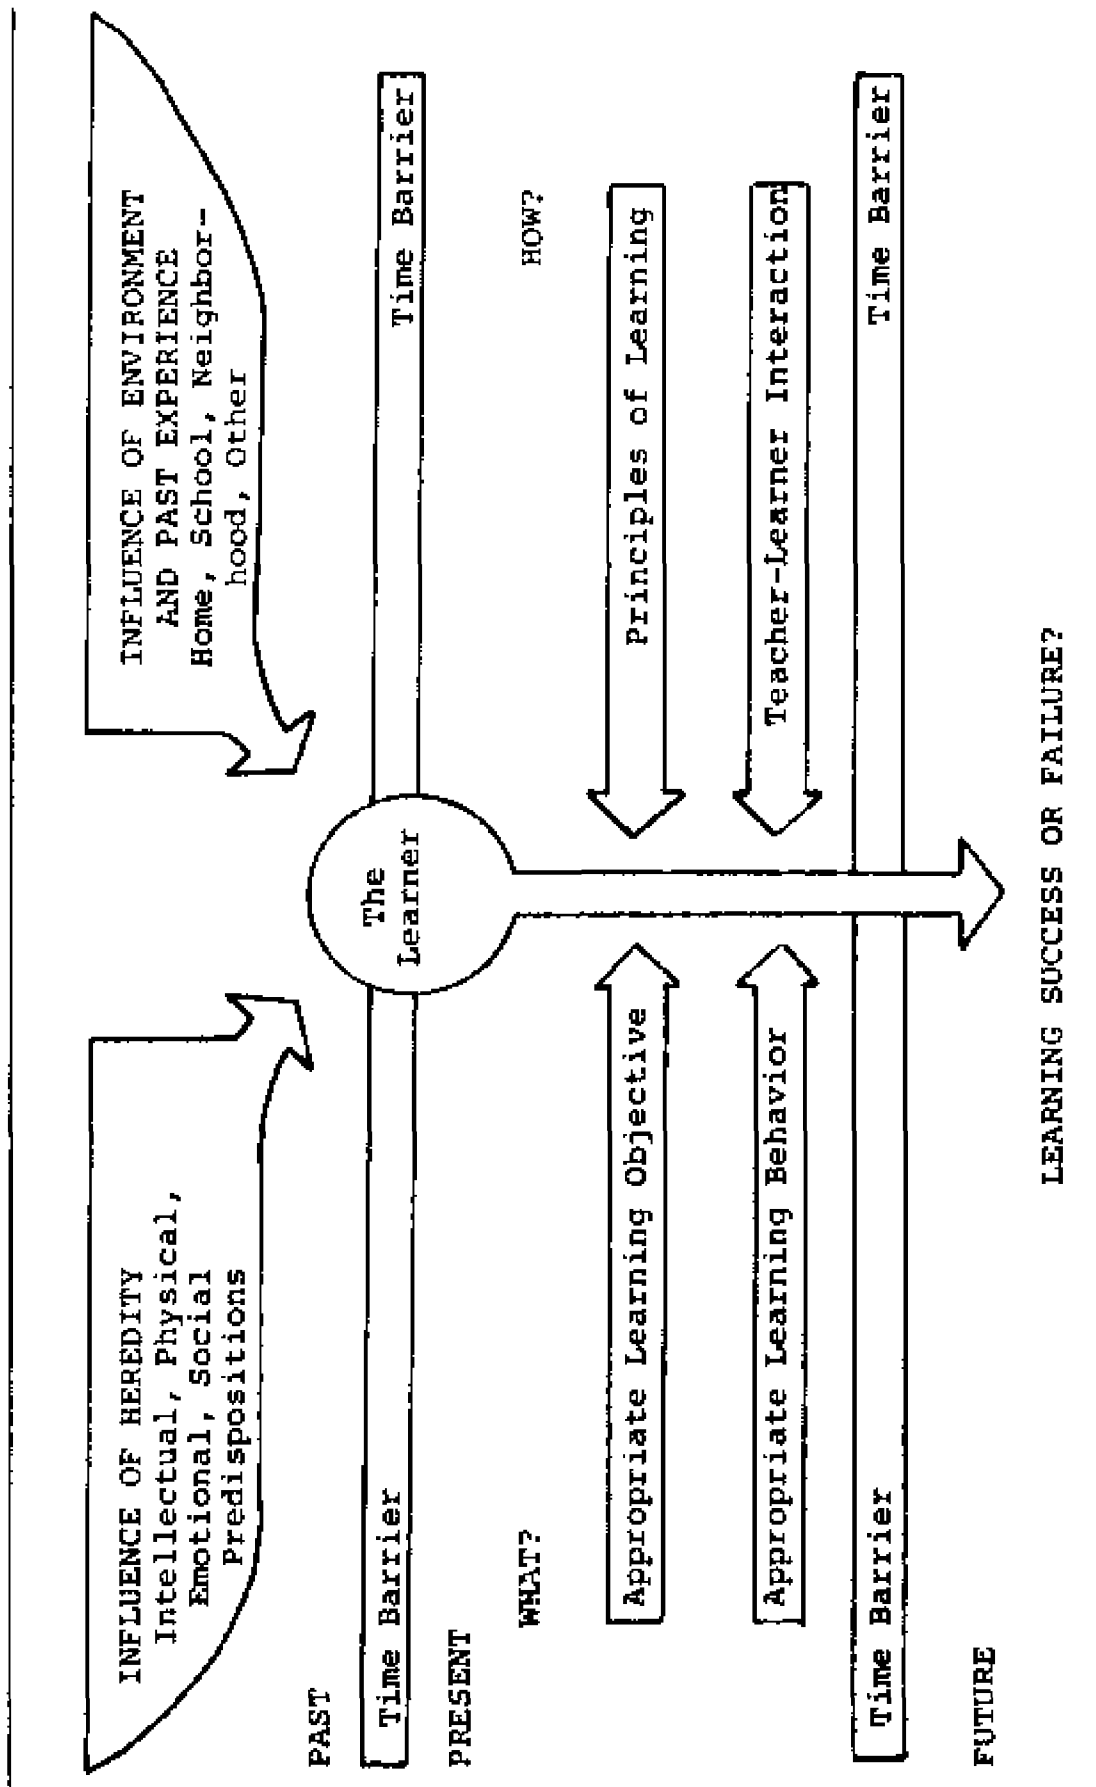 INFLUENCE OF HEREDITY
Intellectual, Physical,
Emotional, Social
Predispositions
INFLUENCE OF ENVIRONMENT
AND PAST EXPERIENCE
Home, School, Neighbor-
hood, Other
PAST
The
Learner
Time Barrier
Time Barrier
PRESENT
WHAT?
HOW?
Appropriate Learning Objective
Principles of Learning
Appropriate Learning Behavior
Teacher-Learner Interaction
Time Barrier
Time Barrier
FUTURE
LEARNING SUCCESS OR FAILURE?